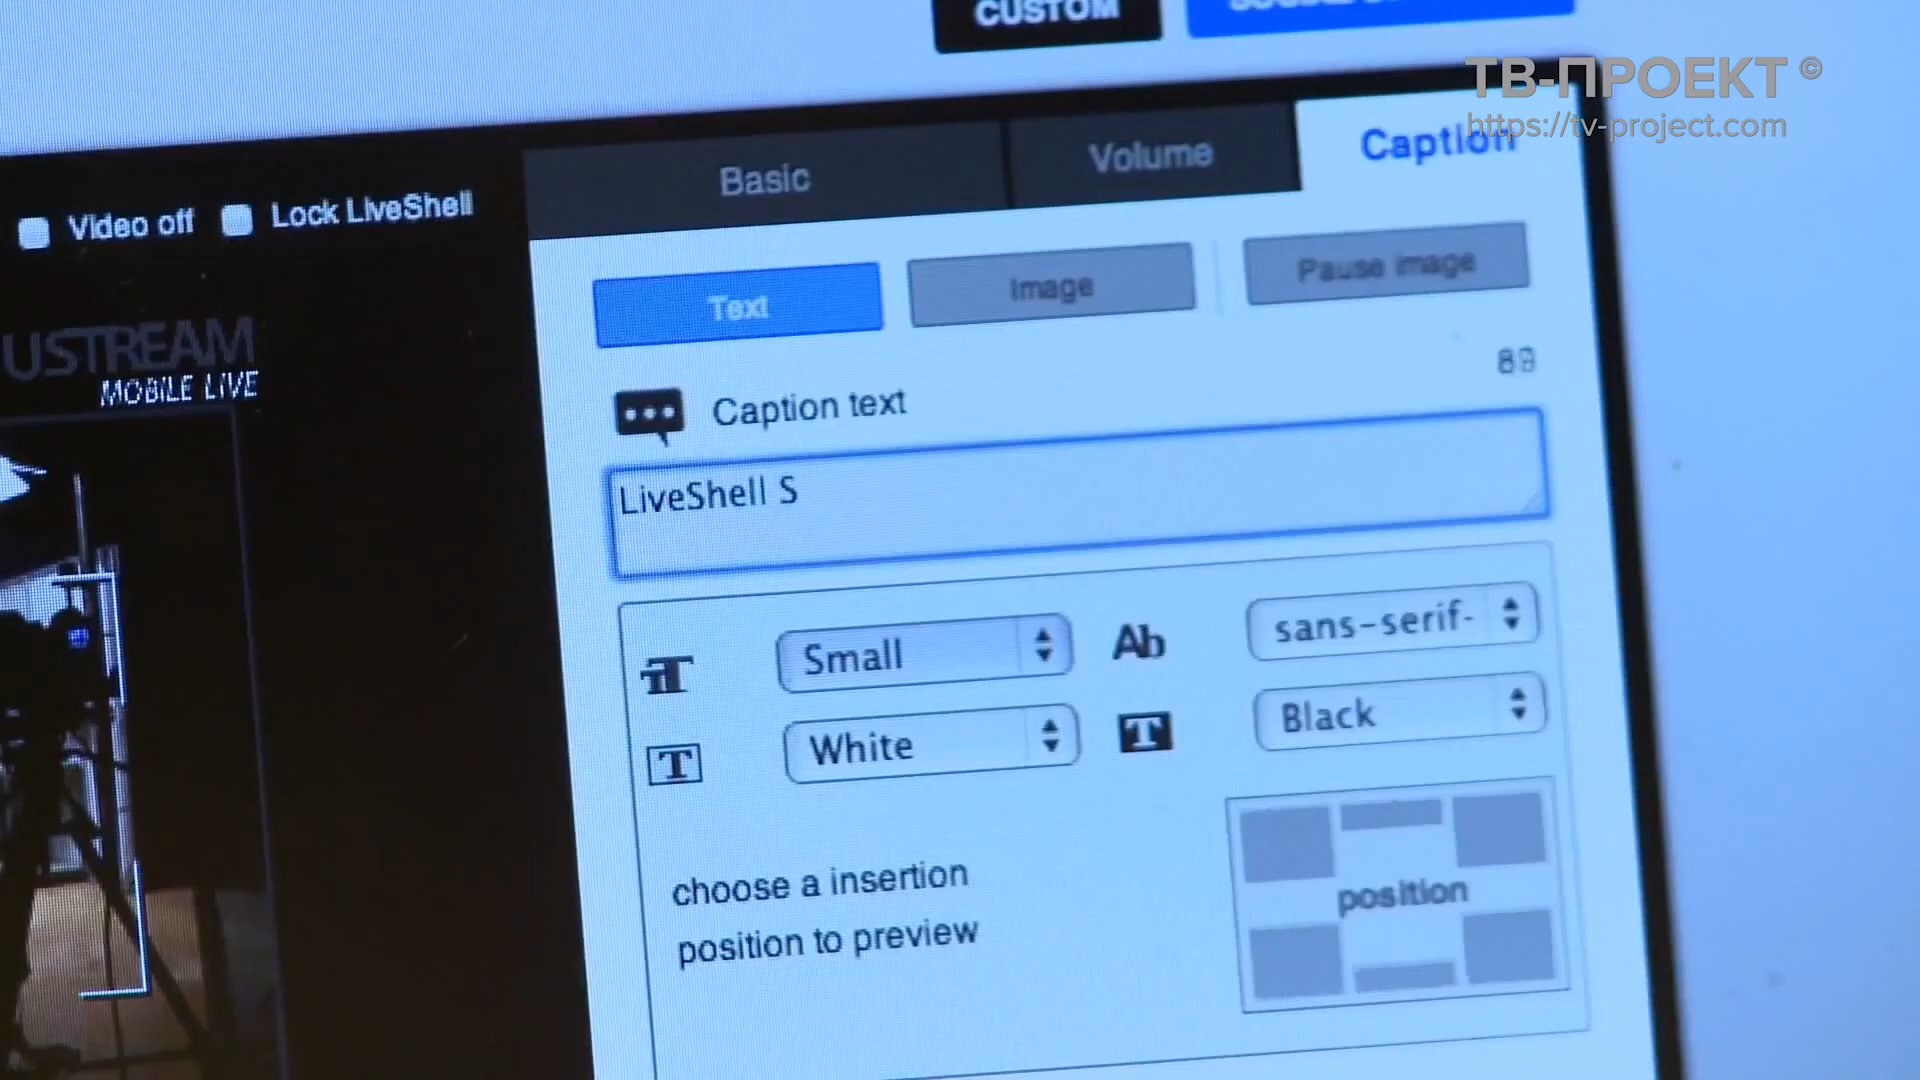 CUSTOM
ТВ-ПРОЕКТ ©
https://tv-project.com
Basic
Volume
Caption
Video off
Lock LiveShell
Text
Image
Pause image
USTREAM
MOBILE LIVE
Caption text
LiveShell S
Small
Ab
sans-serif-
T
White
T
Black
choose a insertion
position to preview
position